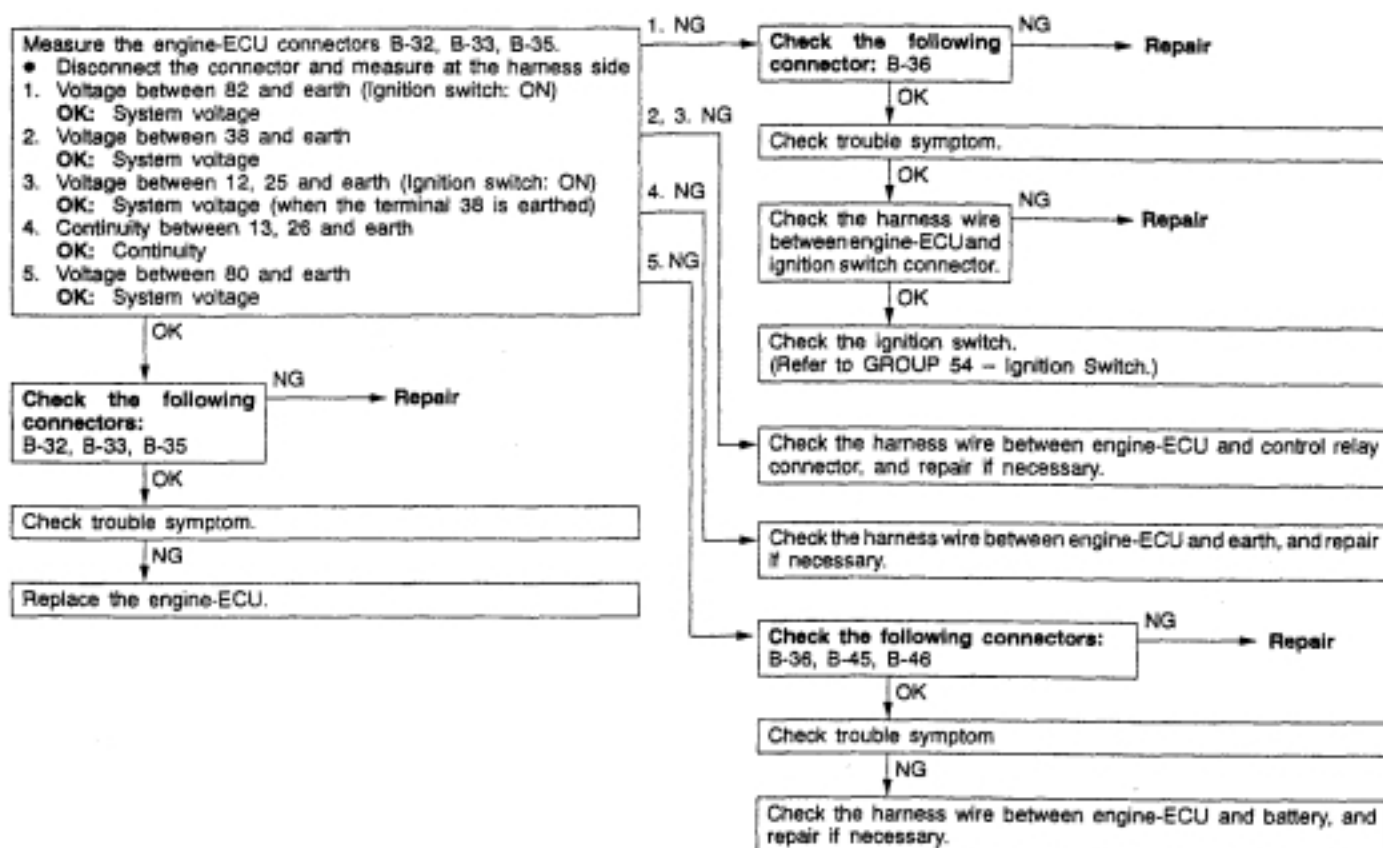 Measure the engine-ECU connectors B-32, B-33, B-35.
● Disconnect the connector and measure at the harness side
1. Voltage between 82 and earth (Ignition switch: ON)
OK: System voltage
2. Voltage between 38 and earth
OK: System voltage
3. Voltage between 12, 25 and earth (Ignition switch: ON)
OK: System voltage (when the terminal 38 is earthed)
4. Continuity between 13, 26 and earth
OK: Continuity
5. Voltage between 80 and earth
OK: System voltage
OK
Check the following
connectors:
B-32, B-33, B-35
NG
Repair
OK
Check trouble symptom.
NG
Replace the engine-ECU.
1. NG
Check the following
connector: B-36
NG
Repair
OK
Check trouble symptom.
OK
Check the harness wire
between engine-ECU and
ignition switch connector.
NG
Repair
OK
Check the ignition switch.
(Refer to GROUP 54 – Ignition Switch.)
2, 3. NG
Check the harness wire between engine-ECU and control relay
connector, and repair if necessary.
4. NG
Check the harness wire between engine-ECU and earth, and repair
if necessary.
5. NG
Check the following connectors:
B-36, B-45, B-46
NG
Repair
OK
Check trouble symptom
NG
Check the harness wire between engine-ECU and battery, and
repair if necessary.